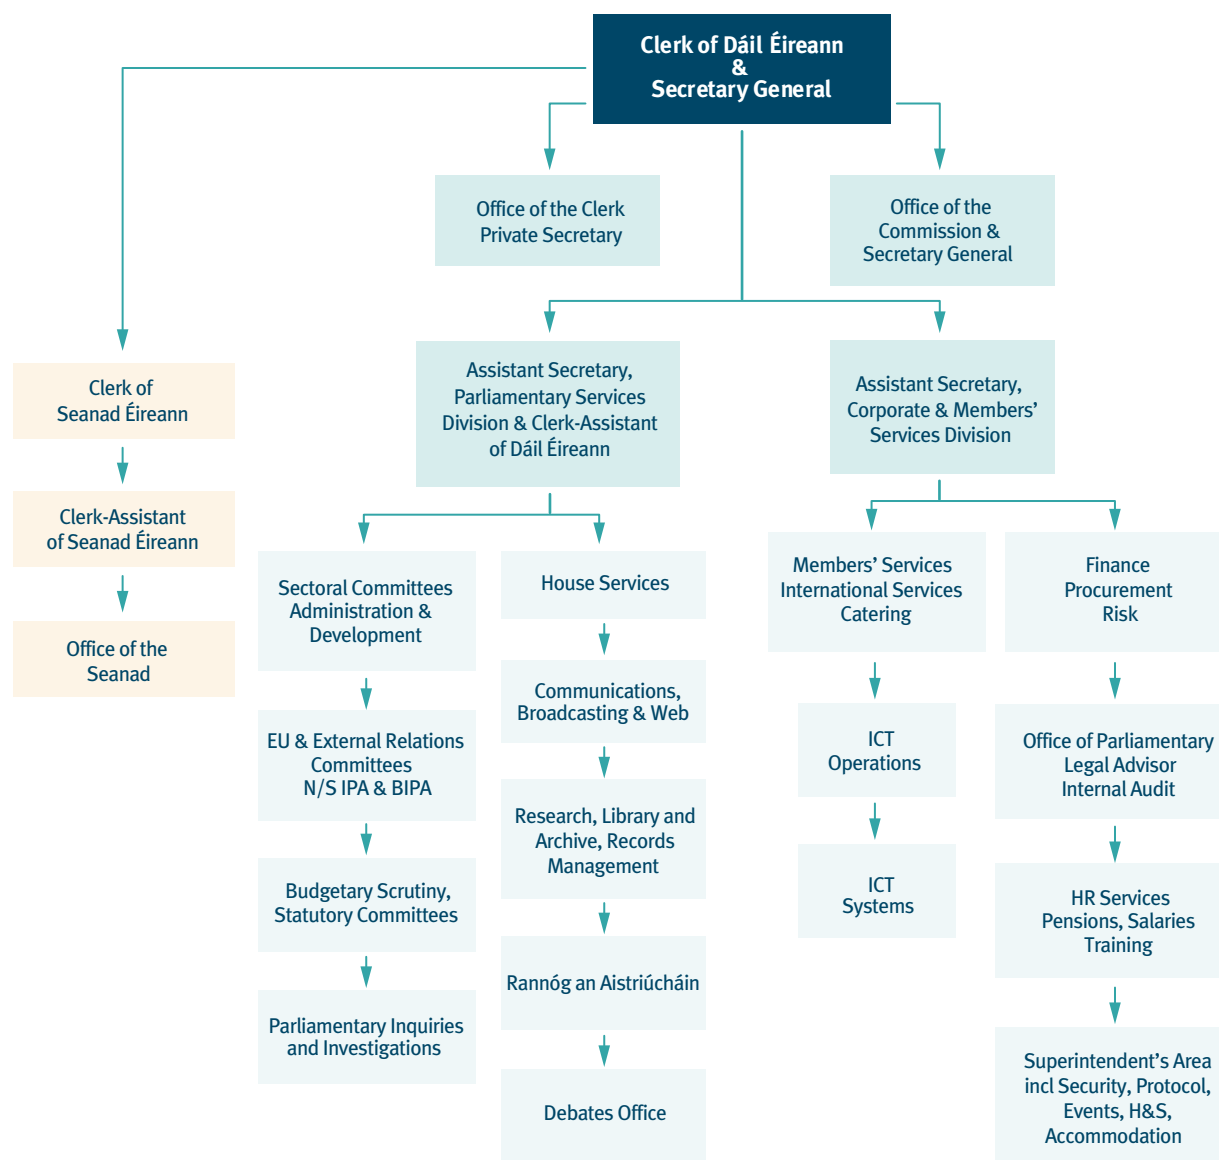 Clerk of Dáil Éireann
&
Secretary General
Office of the Clerk
Private Secretary
Office of the
Commission &
Secretary General
Clerk of
Seanad Éireann
Clerk-Assistant
of Seanad Éireann
Office of the
Seanad
Assistant Secretary,
Parliamentary Services
Division & Clerk-Assistant
of Dáil Éireann
Assistant Secretary,
Corporate & Members’
Services Division
Sectoral Committees
Administration &
Development
EU & External Relations
Committees
N/S IPA & BIPA
Budgetary Scrutiny,
Statutory Committees
Parliamentary Inquiries
and Investigations
House Services
Communications,
Broadcasting & Web
Research, Library and
Archive, Records
Management
Rannóg an Aistriúcháin
Debates Office
Members’ Services
International Services
Catering
ICT
Operations
ICT
Systems
Finance
Procurement
Risk
Office of Parliamentary
Legal Advisor
Internal Audit
HR Services
Pensions, Salaries
Training
Superintendent’s Area
incl Security, Protocol,
Events, H&S,
Accommodation